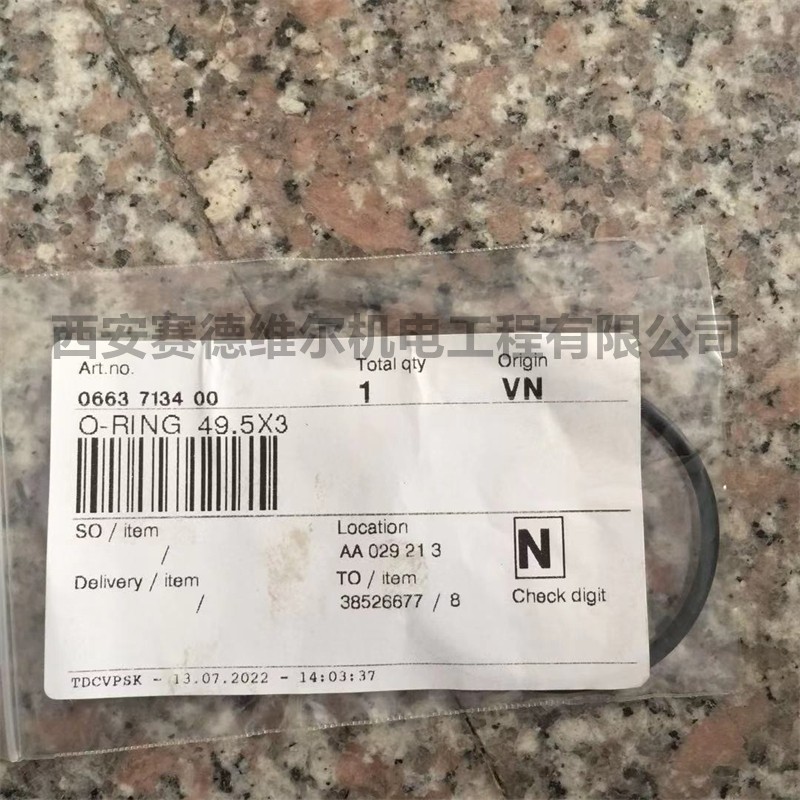 西安赛德维尔机电工程有限公司
Art.no. Total qty Origin
0663 7134 00 1 VN
O-RING 49.5X3
SO / item Location N
/ AA 029 21 3
Delivery / item TO / item Check digit
/ 38526677 / 8
TDCVPSK - 13.07.2022 - 14:03:37